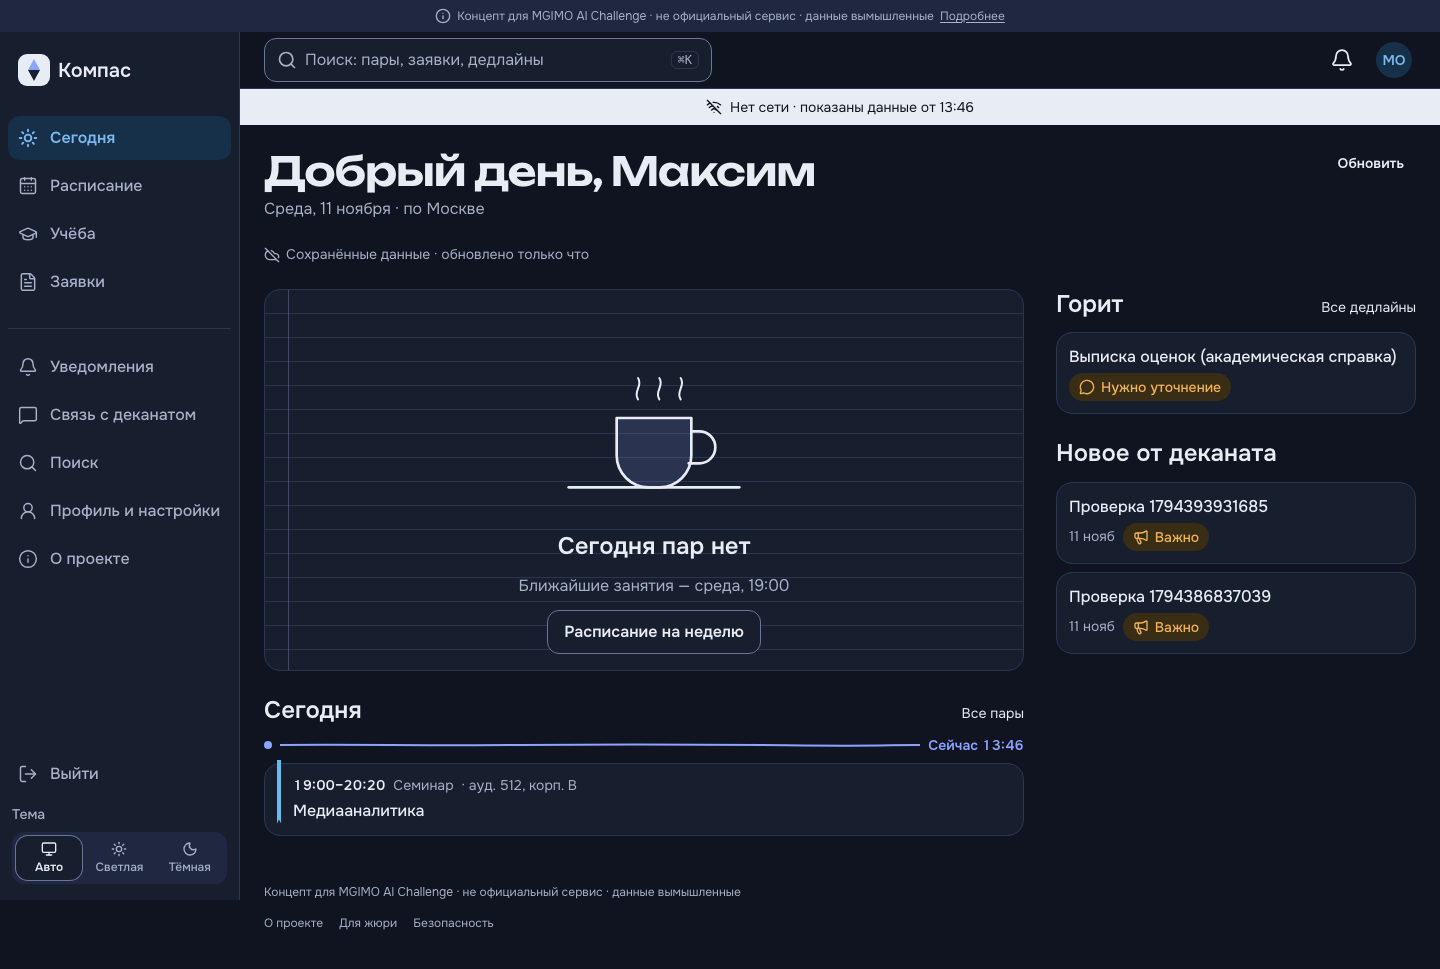 Концепт для MGIMO AI Challenge · не официальный сервис · данные вымышленные Подробнее
Компас
Поиск: пары, заявки, дедлайны ⌘K
МО
Нет сети · показаны данные от 13:46
Сегодня
Расписание
Учёба
Заявки
Уведомления
Связь с деканатом
Поиск
Профиль и настройки
О проекте
Выйти
Тема
Авто Светлая Тёмная
Добрый день, Максим
Обновить
Среда, 11 ноября · по Москве
Сохранённые данные · обновлено только что
Сегодня пар нет
Ближайшие занятия — среда, 19:00
Расписание на неделю
Сегодня Все пары
Сейчас 13:46
19:00–20:20 Семинар · ауд. 512, корп. В
Медиааналитика
Горит Все дедлайны
Выписка оценок (академическая справка)
Нужно уточнение
Новое от деканата
Проверка 1794393931685
11 нояб Важно
Проверка 1794386837039
11 нояб Важно
Концепт для MGIMO AI Challenge · не официальный сервис · данные вымышленные
О проекте Для жюри Безопасность